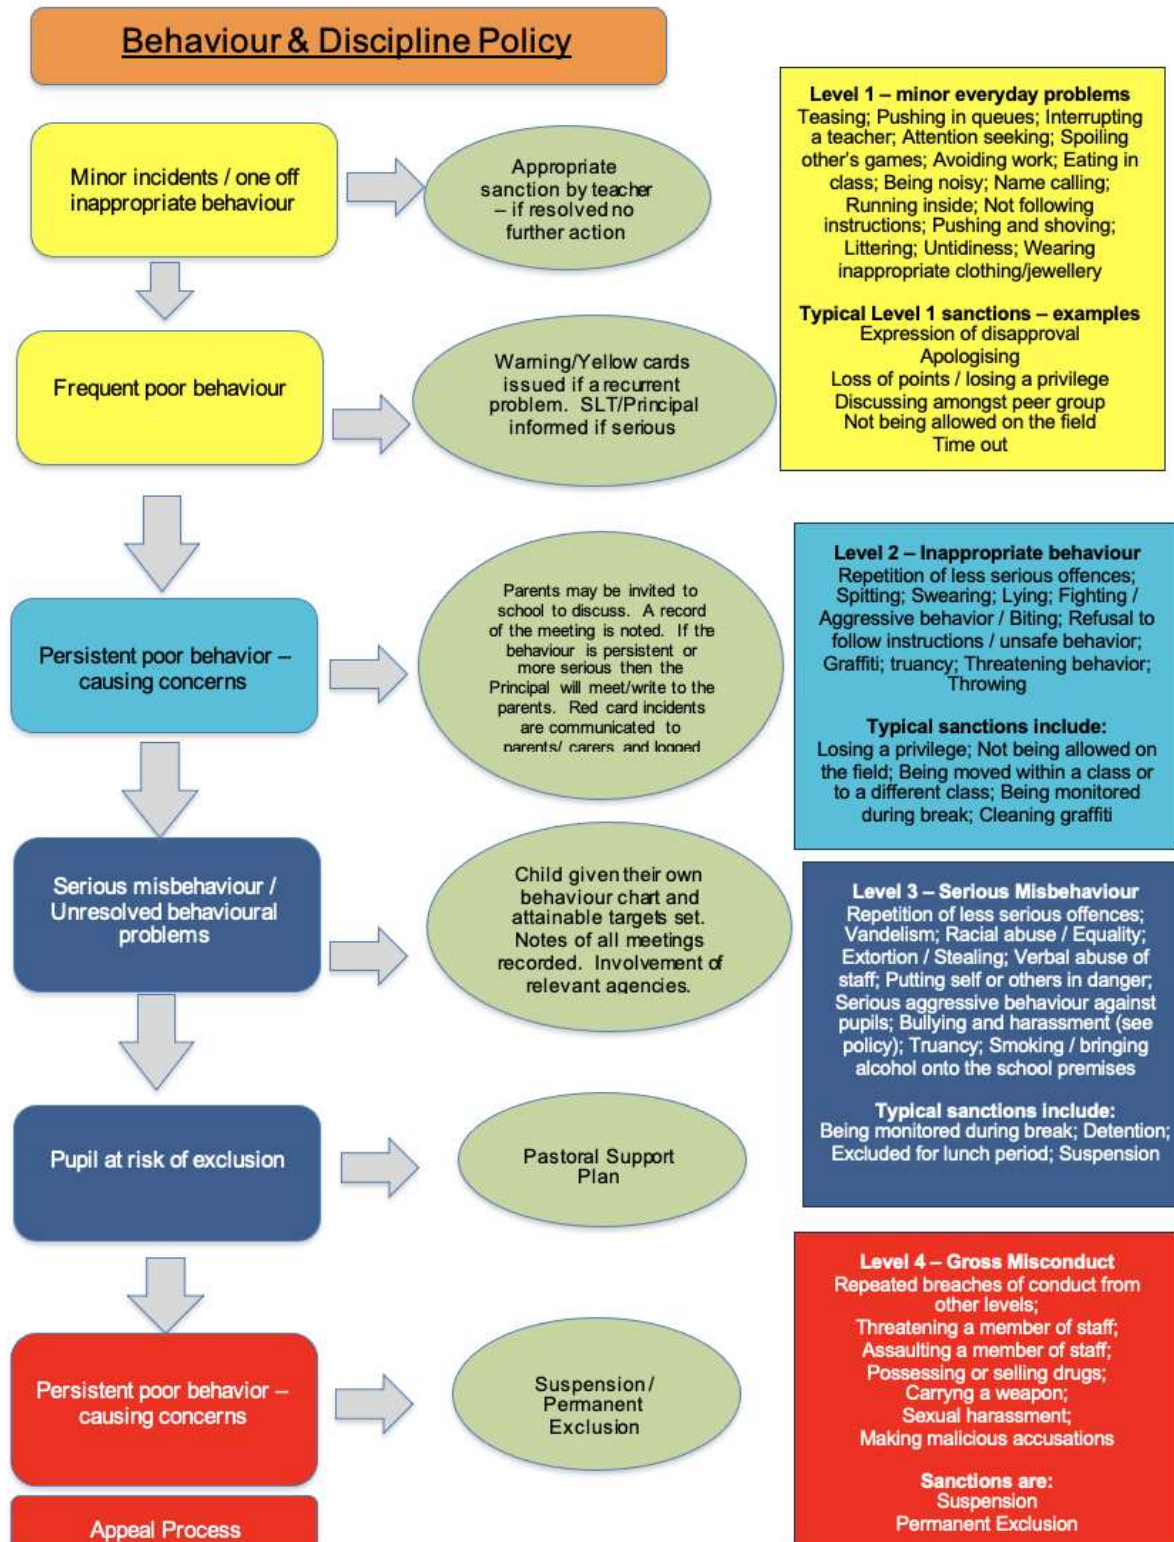 Behaviour & Discipline Policy
Minor incidents / one off
inappropriate behaviour
Appropriate
sanction by teacher
– if resolved no
further action
Frequent poor behaviour
Warning/Yellow cards
issued if a recurrent
problem. SLT/Principal
informed if serious
Persistent poor behavior –
causing concerns
Parents may be invited to
school to discuss. A record
of the meeting is noted. If the
behaviour is persistent or
more serious then the
Principal will meet/write to the
parents. Red card incidents
are communicated to
parents/ carers and logged
Serious misbehaviour /
Unresolved behavioural
problems
Child given their own
behaviour chart and
attainable targets set.
Notes of all meetings
recorded. Involvement of
relevant agencies.
Pupil at risk of exclusion
Pastoral Support
Plan
Persistent poor behavior –
causing concerns
Suspension /
Permanent
Exclusion
Appeal Process
Level 1 – minor everyday problems
Teasing; Pushing in queues; Interrupting
a teacher; Attention seeking; Spoiling
other's games; Avoiding work; Eating in
class; Being noisy; Name calling;
Running inside; Not following
instructions; Pushing and shoving;
Littering; Untidiness; Wearing
inappropriate clothing/jewellery
Typical Level 1 sanctions – examples
Expression of disapproval
Apologising
Loss of points / losing a privilege
Discussing amongst peer group
Not being allowed on the field
Time out
Level 2 – Inappropriate behaviour
Repetition of less serious offences;
Spitting; Swearing; Lying; Fighting /
Aggressive behavior / Biting; Refusal to
follow instructions / unsafe behavior;
Graffiti; truancy; Threatening behavior;
Throwing
Typical sanctions include:
Losing a privilege; Not being allowed on
the field; Being moved within a class or
to a different class; Being monitored
during break; Cleaning graffiti
Level 3 – Serious Misbehaviour
Repetition of less serious offences;
Vandelism; Racial abuse / Equality;
Extortion / Stealing; Verbal abuse of
staff; Putting self or others in danger;
Serious aggressive behaviour against
pupils; Bullying and harassment (see
policy); Truancy; Smoking / bringing
alcohol onto the school premises
Typical sanctions include:
Being monitored during break; Detention;
Excluded for lunch period; Suspension
Level 4 – Gross Misconduct
Repeated breaches of conduct from
other levels;
Threatening a member of staff;
Assaulting a member of staff;
Possessing or selling drugs;
Carryng a weapon;
Sexual harassment;
Making malicious accusations
Sanctions are:
Suspension
Permanent Exclusion